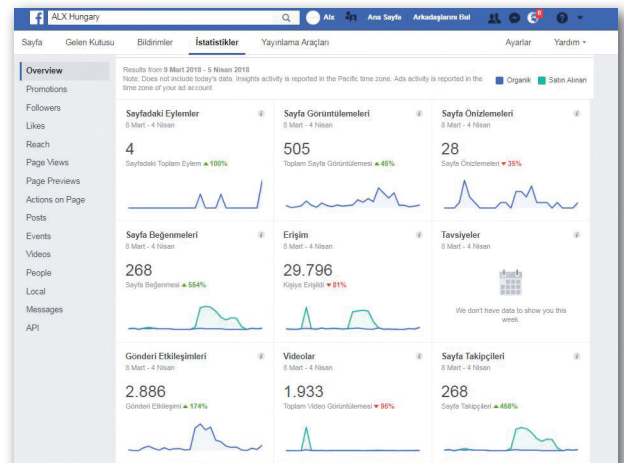 ALX Hungary
Alx Ana Sayfa Arkadaşlarını Bul
Sayfa Gelen Kutusu Bildirimler İstatistikler Yayınlama Araçları Ayarlar Yardım
Overview
Promotions
Followers
Likes
Reach
Page Views
Page Previews
Actions on Page
Posts
Events
Videos
People
Local
Messages
API
Results from 9 Mart 2018 - 5 Nisan 2018
Note: Does not include today's data. Insights activity is reported in the Pacific time zone. Ads activity is reported in the
time zone of your ad account.
Organik Satın Alınan
Sayfadaki Eylemler
8 Mart - 4 Nisan
4
Sayfadaki Toplam Eylem ▲100%
Sayfa Görüntülemeleri
8 Mart - 4 Nisan
505
Toplam Sayfa Görüntülemesi ▲45%
Sayfa Önizlemeleri
8 Mart - 4 Nisan
28
Sayfa Önizlemeleri ▼35%
Sayfa Beğenmeleri
8 Mart - 4 Nisan
268
Sayfa Beğenmesi ▲554%
Erişim
8 Mart - 4 Nisan
29.796
Kişiye Erişildi ▼81%
Tavsiyeler
8 Mart - 4 Nisan
We don't have data to show you this
week.
Gönderi Etkileşimleri
8 Mart - 4 Nisan
2.886
Gönderi Etkileşimi ▲174%
Videolar
8 Mart - 4 Nisan
1.933
Toplam Video Görüntülemesi ▼95%
Sayfa Takipçileri
8 Mart - 4 Nisan
268
Sayfa Takipçileri ▲458%